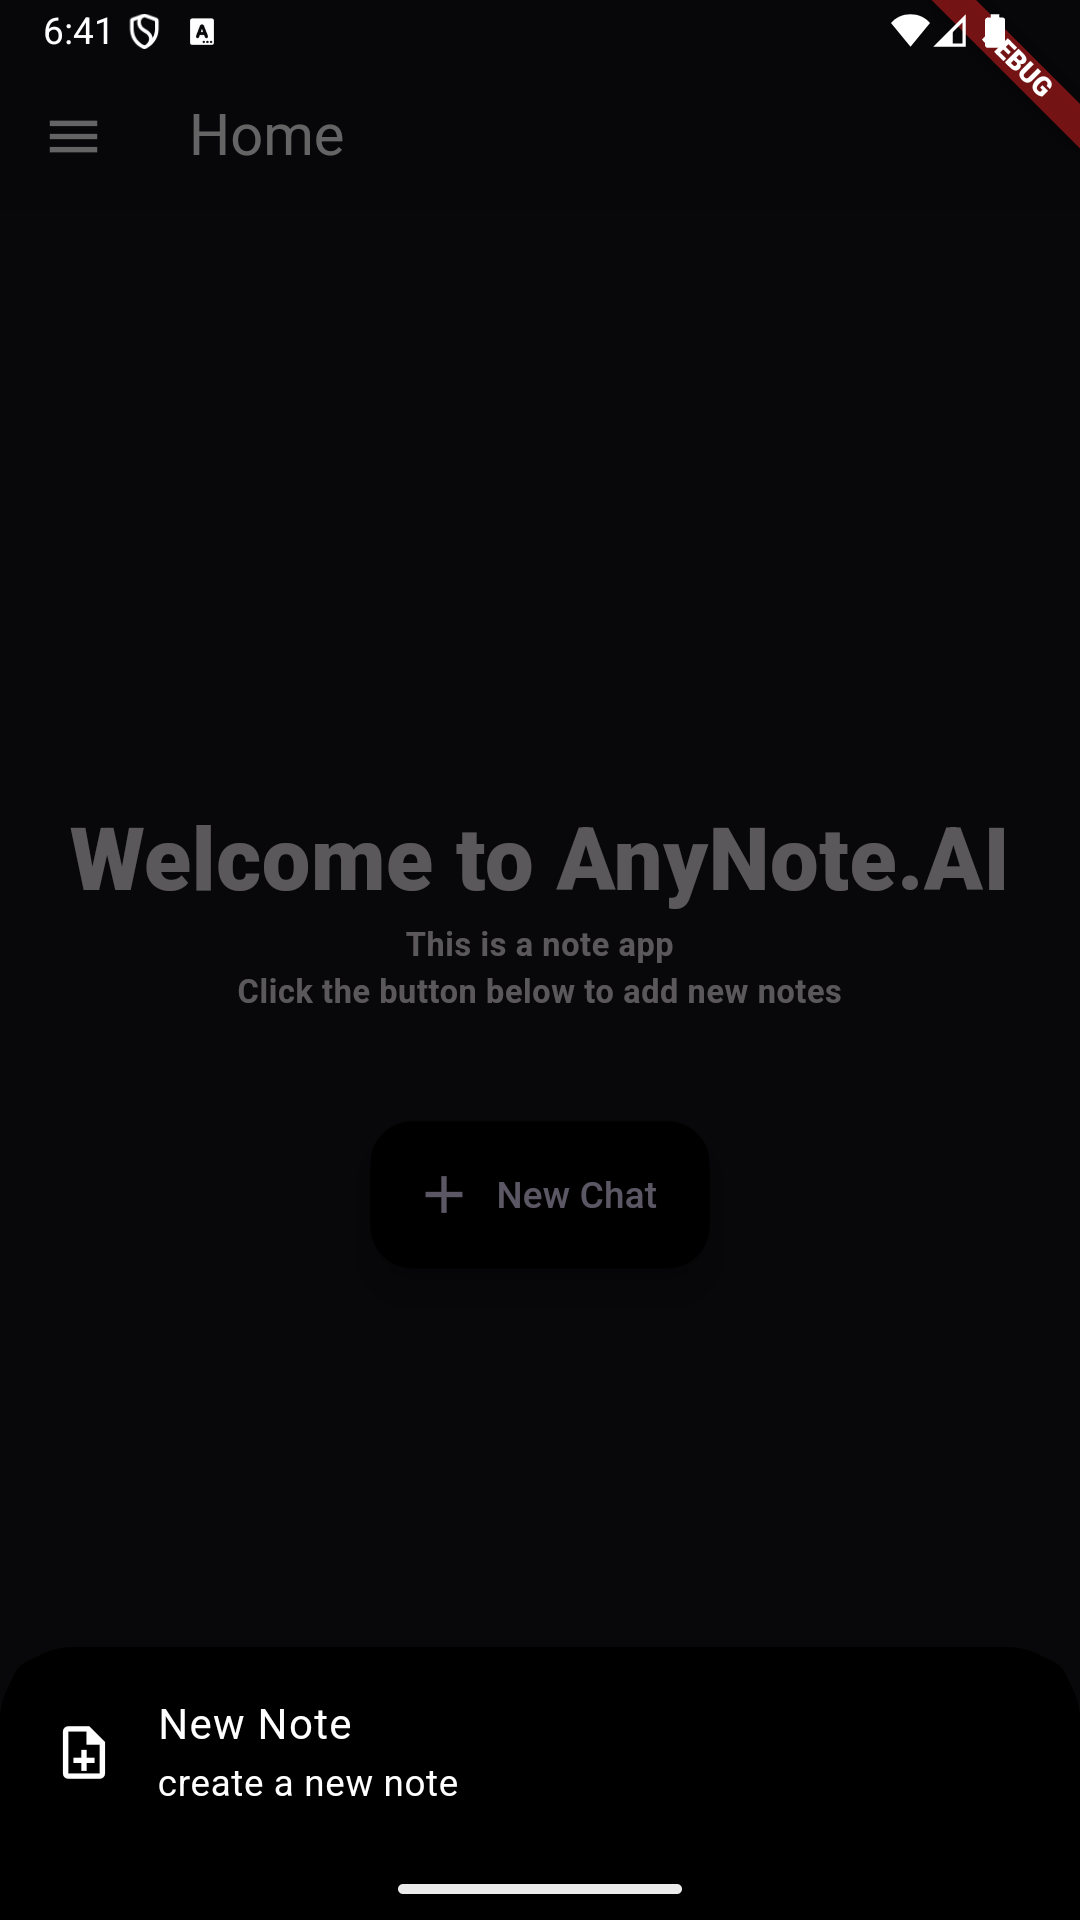 6:41
EBUG
Home
Welcome to AnyNote.AI
This is a note app
Click the button below to add new notes
New Chat
New Note
create a new note